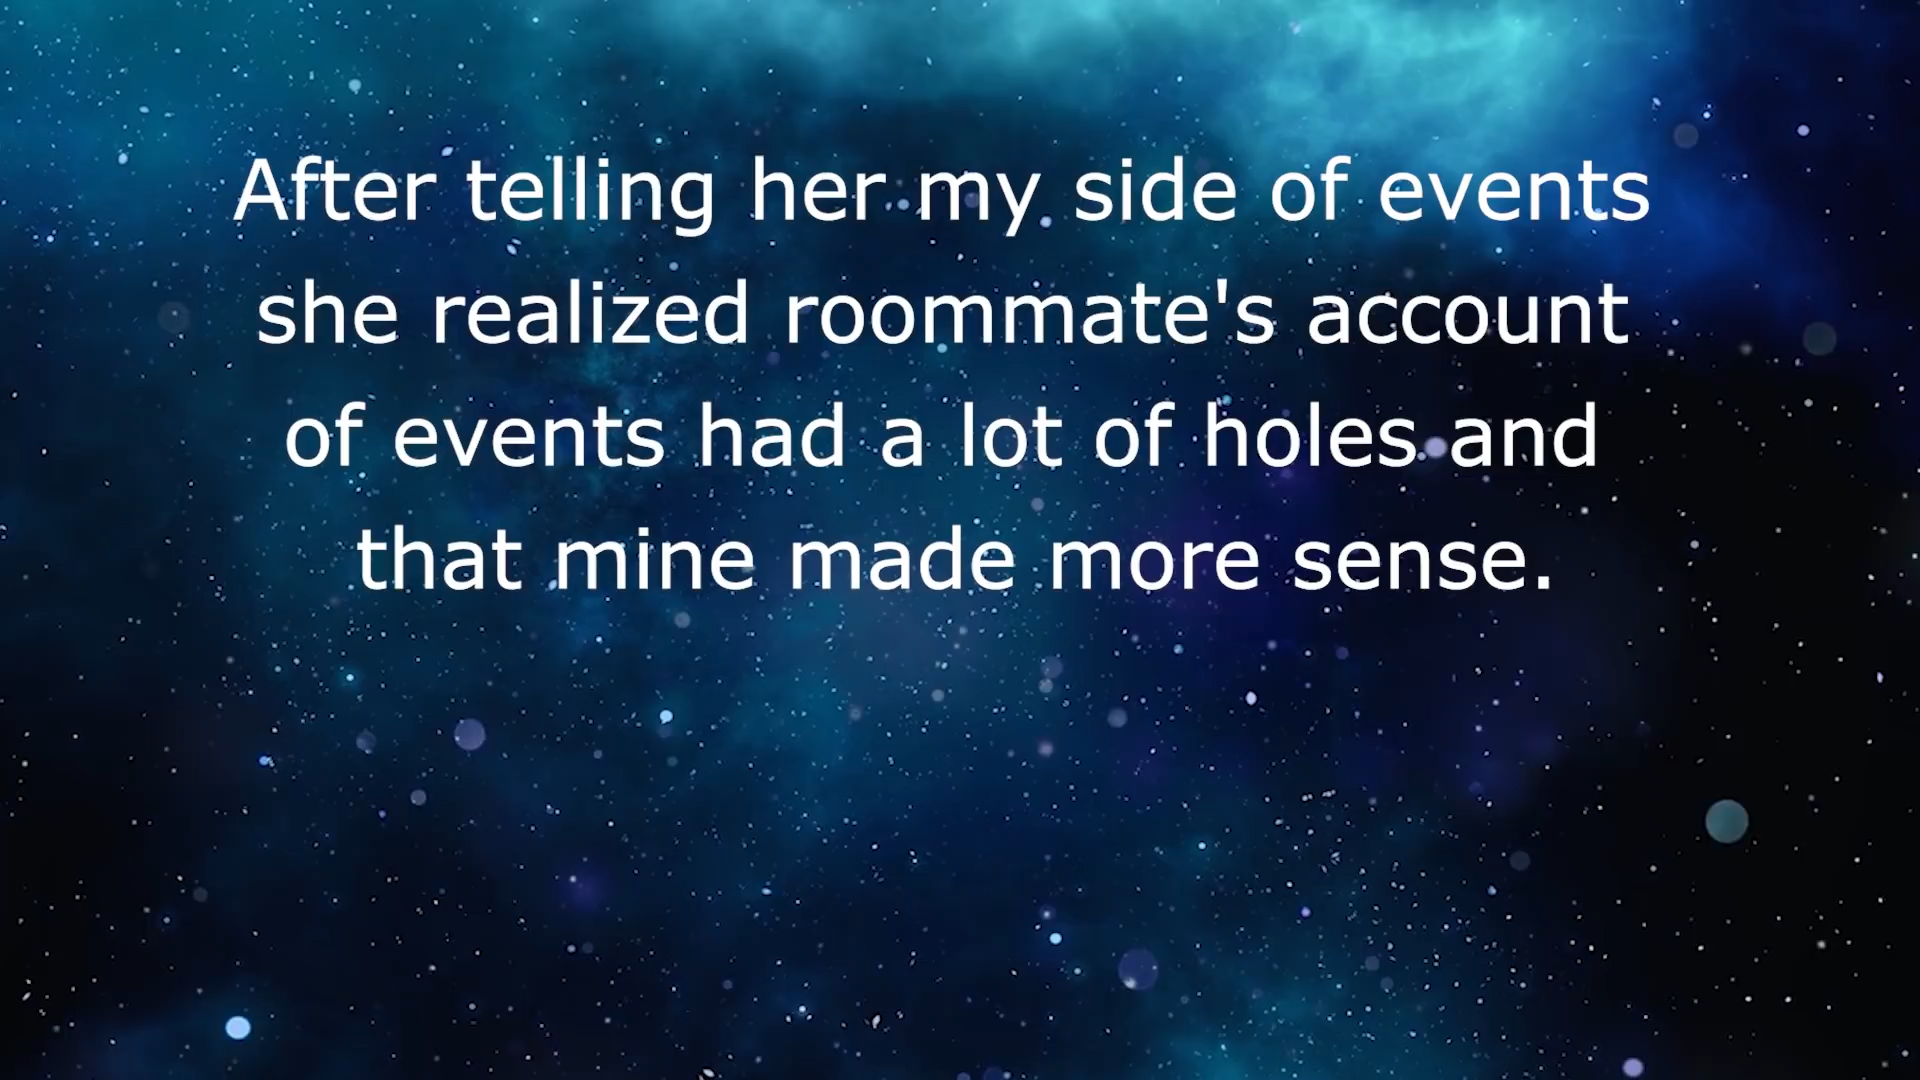 After telling her my side of events
she realized roommate's account
of events had a lot of holes and
that mine made more sense.